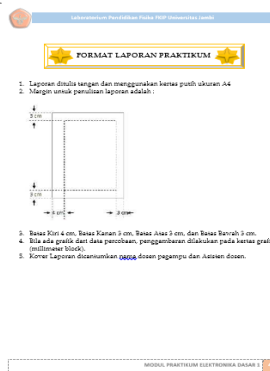 Laboratorium Pendidikan Fisika FKIP Universitas Jambi
FORMAT LAPORAN PRAKTIKUM
1. Laporan ditulis tangan dan menggunakan kertas putih ukuran A4
2. Margin untuk penulisan laporan adalah :
3 cm
3 cm
4 cm
3 cm
3. Batas Kiri 4 cm, Batas Kanan 3 cm, Batas Atas 3 cm, dan Batas Bawah 3 cm.
4. Bila ada grafik dari data percobaan, penggambaran dilakukan pada kertas graf
(millimeter block).
5. Kover Laporan dicantumkan nama dosen pegampu dan Asisten dosen.
MODUL PRAKTIKUM ELEKTRONIKA DASAR 1